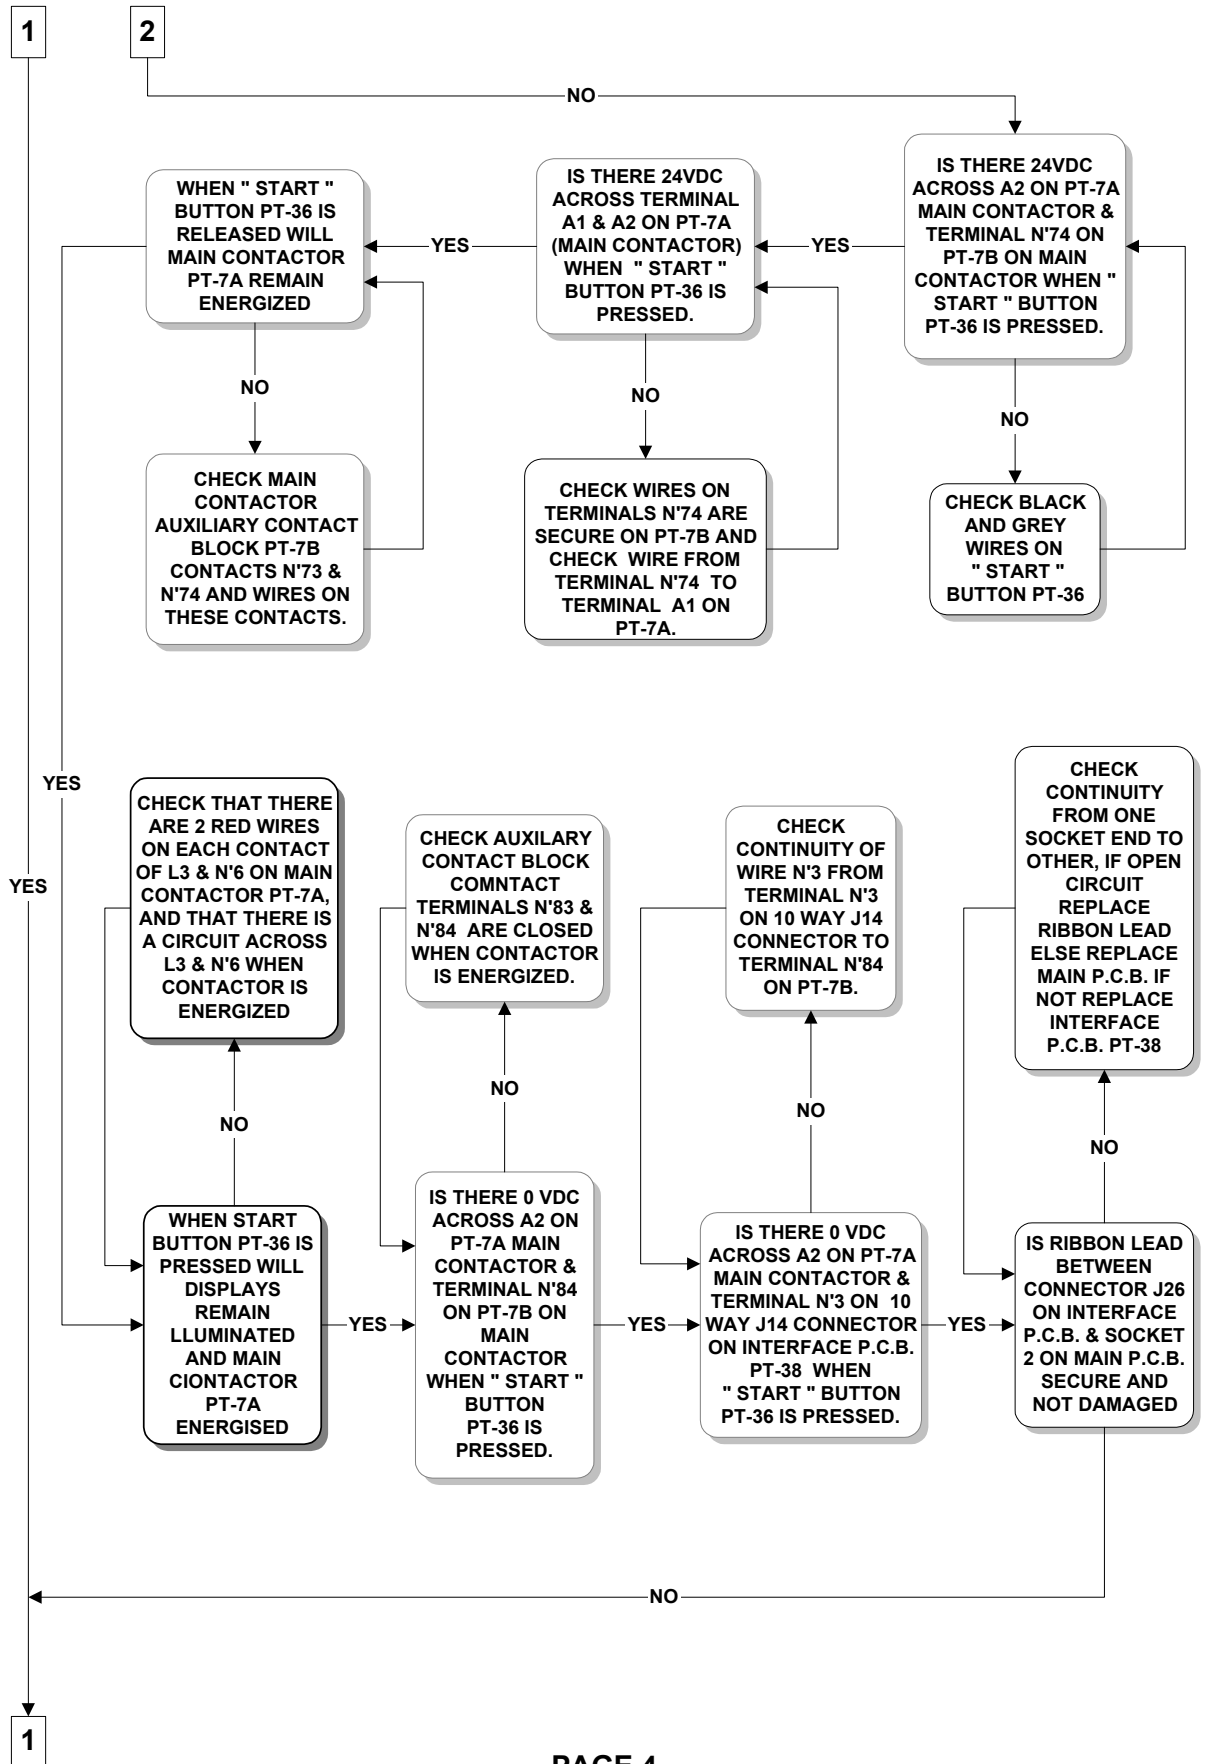 1
2
NO
WHEN " START "
BUTTON PT-36 IS
RELEASED WILL
MAIN CONTACTOR
PT-7A REMAIN
ENERGIZED
YES
IS THERE 24VDC
ACROSS TERMINAL
A1 & A2 ON PT-7A
(MAIN CONTACTOR)
WHEN " START "
BUTTON PT-36 IS
PRESSED.
YES
IS THERE 24VDC
ACROSS A2 ON PT-7A
MAIN CONTACTOR &
TERMINAL N'74 ON
PT-7B ON MAIN
CONTACTOR WHEN "
START " BUTTON
PT-36 IS PRESSED.
NO
NO
NO
CHECK MAIN
CONTACTOR
AUXILIARY CONTACT
BLOCK PT-7B
CONTACTS N'73 &
N'74 AND WIRES ON
THESE CONTACTS.
CHECK WIRES ON
TERMINALS N'74 ARE
SECURE ON PT-7B AND
CHECK WIRE FROM
TERMINAL N'74 TO
TERMINAL A1 ON
PT-7A.
CHECK BLACK
AND GREY
WIRES ON
" START "
BUTTON PT-36
YES
YES
CHECK THAT THERE
ARE 2 RED WIRES
ON EACH CONTACT
OF L3 & N'6 ON MAIN
CONTACTOR PT-7A,
AND THAT THERE IS
A CIRCUIT ACROSS
L3 & N'6 WHEN
CONTACTOR IS
ENERGIZED
CHECK AUXILARY
CONTACT BLOCK
COMNTACT
TERMINALS N'83 &
N'84 ARE CLOSED
WHEN CONTACTOR
IS ENERGIZED.
CHECK
CONTINUITY OF
WIRE N'3 FROM
TERMINAL N'3
ON 10 WAY J14
CONNECTOR TO
TERMINAL N'84
ON PT-7B.
CHECK
CONTINUITY
FROM ONE
SOCKET END TO
OTHER, IF OPEN
CIRCUIT
REPLACE
RIBBON LEAD
ELSE REPLACE
MAIN P.C.B. IF
NOT REPLACE
INTERFACE
P.C.B. PT-38
NO
NO
NO
NO
WHEN START
BUTTON PT-36 IS
PRESSED WILL
DISPLAYS
REMAIN
LLUMINATED
AND MAIN
CIONTACTOR
PT-7A
ENERGISED
YES
IS THERE 0 VDC
ACROSS A2 ON
PT-7A MAIN
CONTACTOR &
TERMINAL N'84
ON PT-7B ON
MAIN
CONTACTOR
WHEN " START "
BUTTON
PT-36 IS
PRESSED.
YES
IS THERE 0 VDC
ACROSS A2 ON PT-7A
MAIN CONTACTOR &
TERMINAL N'3 ON 10
WAY J14 CONNECTOR
ON INTERFACE P.C.B.
PT-38 WHEN
" START " BUTTON
PT-36 IS PRESSED.
YES
IS RIBBON LEAD
BETWEEN
CONNECTOR J26
ON INTERFACE
P.C.B. & SOCKET
2 ON MAIN P.C.B.
SECURE AND
NOT DAMAGED
NO
1
PAGE 4